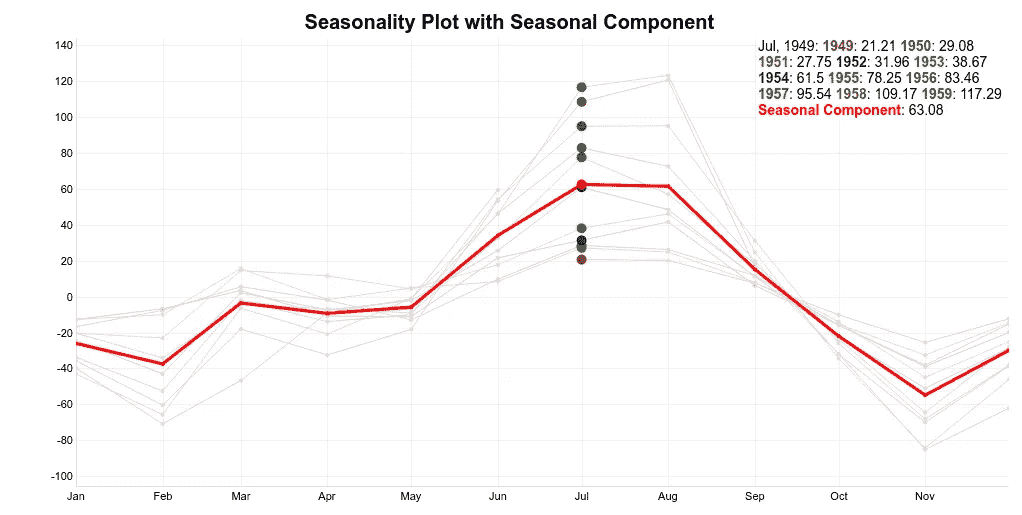 Seasonality Plot with Seasonal Component
Jul, 1949: 1949: 21.21 1950: 29.08
1951: 27.75 1952: 31.96 1953: 38.67
1954: 61.5 1955: 78.25 1956: 83.46
1957: 95.54 1958: 109.17 1959: 117.29
Seasonal Component: 63.08
140
120
100
80
60
40
20
0
-20
-40
-60
-80
-100
Jan Feb Mar Apr May Jun Jul Aug Sep Oct Nov